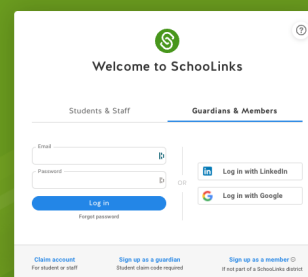 Welcome to SchooLinks
Students & Staff
Guardians & Members
Email
Password
Log in
Forgot password
OR
Log in with LinkedIn
Log in with Google
Claim account
For student or staff
Sign up as a guardian
Student claim code required
Sign up as a member
If not part of a SchooLinks district